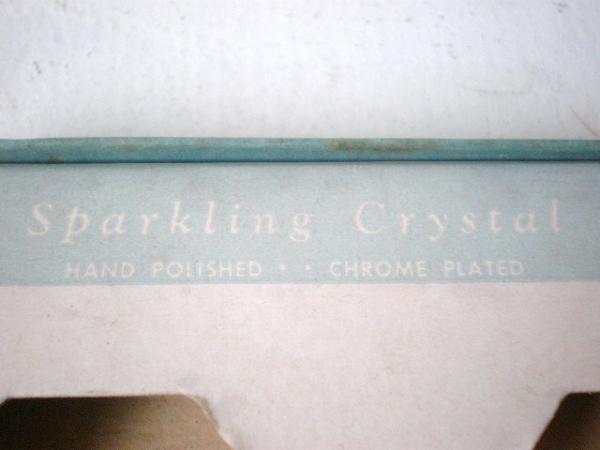 Sparkling Crystal
HAND POLISHED • • CHROME PLATED